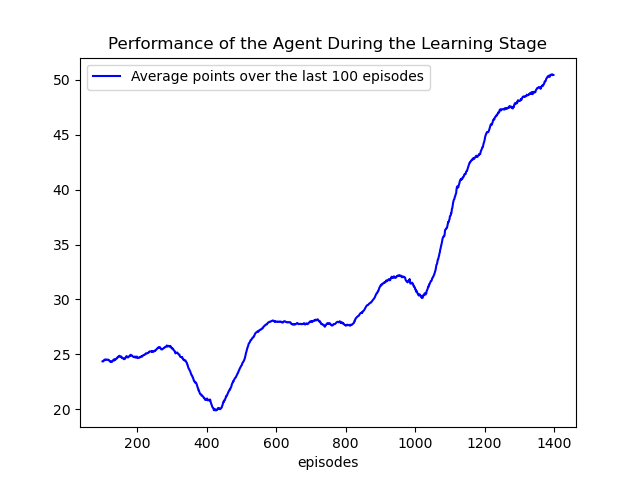 Performance of the Agent During the Learning Stage
Average points over the last 100 episodes
50
45
40
35
30
25
20
200 400 600 800 1000 1200 1400
episodes